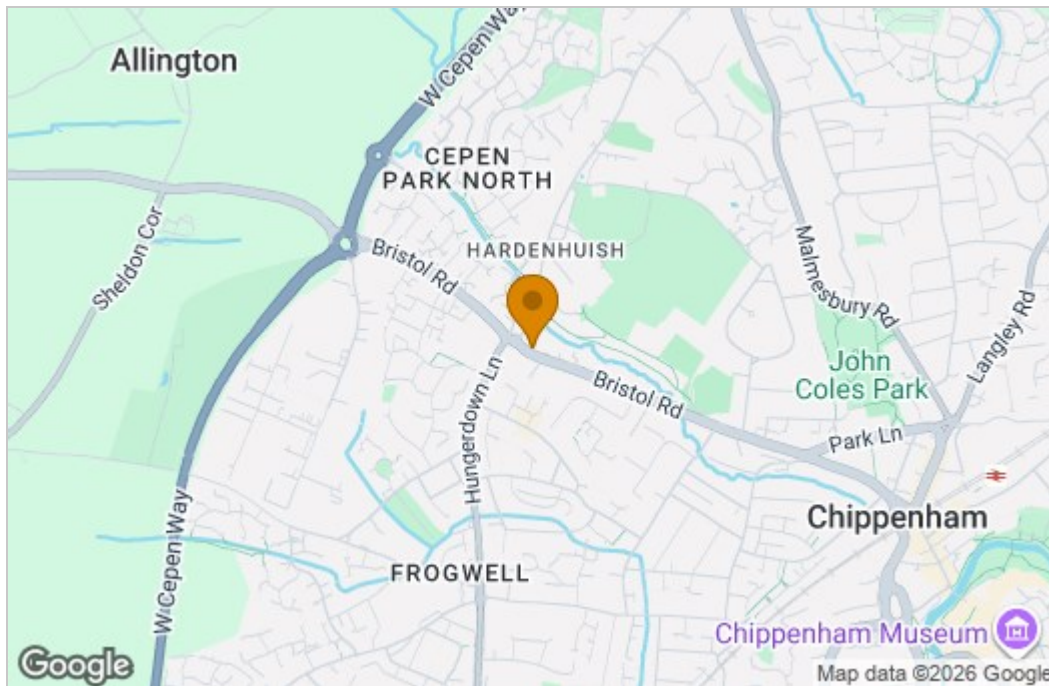 Allington
W Cepen Way
CEPEN
PARK NORTH
HARDENHUISH
Sheldon Cor
Bristol Rd
Malmesbury Rd
Langley Rd
John
Coles Park
Hungerdown Ln
Bristol Rd
Park Ln
W Cepen Way
Chippenham
FROGWELL
Chippenham Museum
Google
Map data ©2026 Google